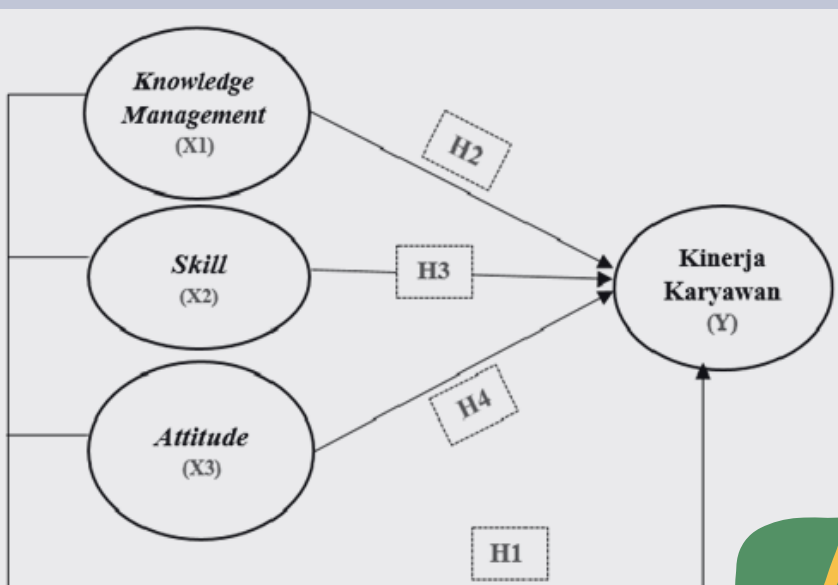 Knowledge
Management
(X1)
H2
Skill
(X2)
H3
Kinerja
Karyawan
(Y)
Attitude
(X3)
H4
H1